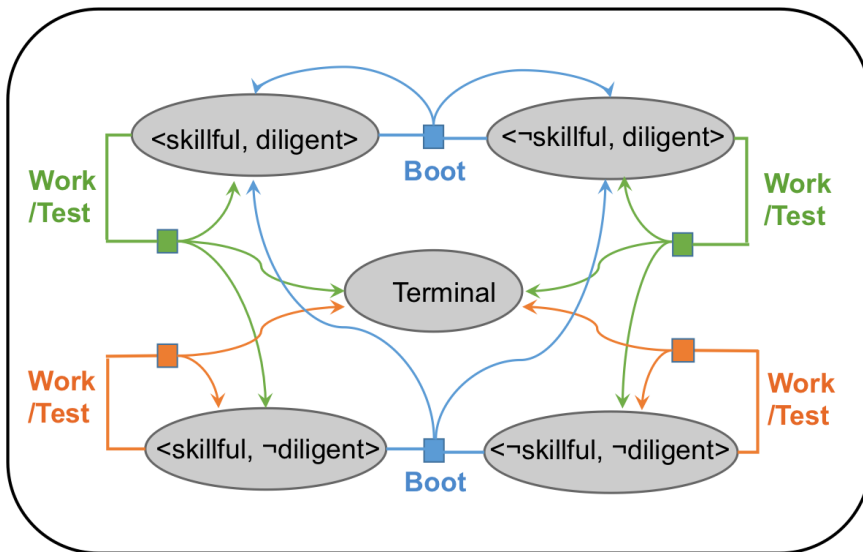 <skillful, diligent>
<¬skillful, diligent>
Boot
Work
/Test
Work
/Test
Terminal
Work
/Test
Work
/Test
<skillful, ¬diligent>
<¬skillful, ¬diligent>
Boot